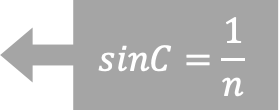 sinC = 1/n